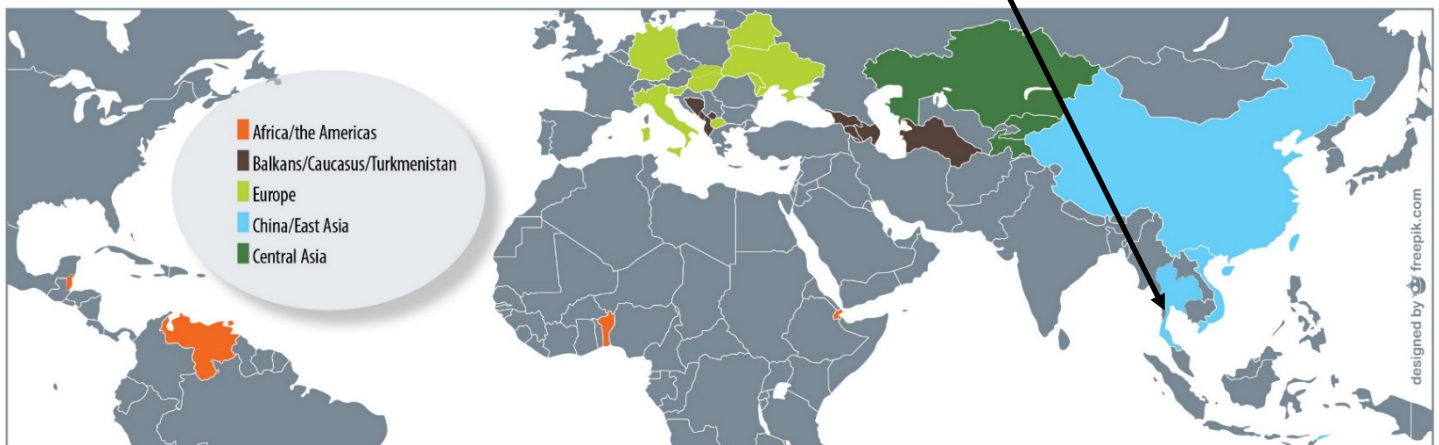 Africa/the Americas
Balkans/Caucasus/Turkmenistan
Europe
China/East Asia
Central Asia
designed by freepik.com